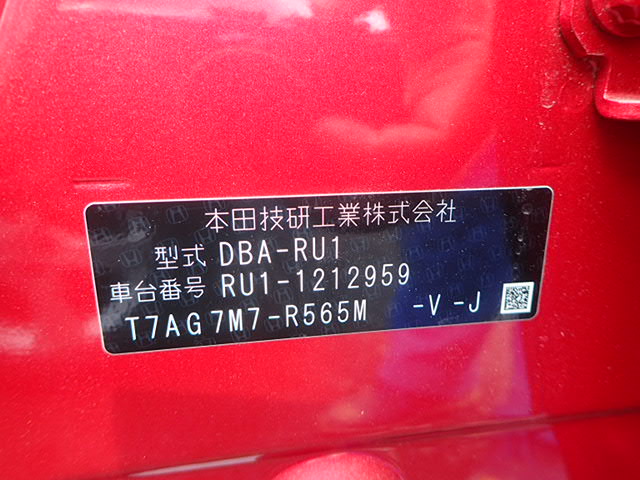 本田技研工業株式会社
型式 DBA-RU1
車台番号 RU1-1212959
T7AG7M7-R565M -V -J